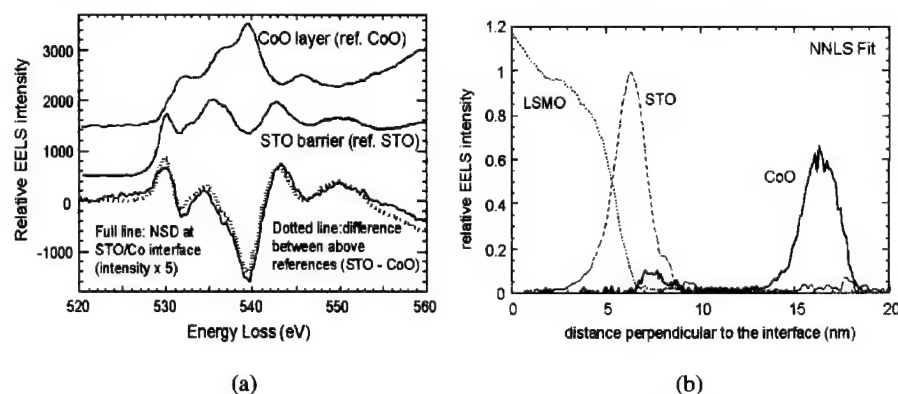 CoO layer (ref. CoO)
STO barrier (ref. STO)
Full line: NSD at
STO/Co interface
(intensity x 5)
Dotted line:difference
between above
references (STO - CoO)
Relative EELS intensity
3000
2000
1000
0
-1000
520
530
540
550
560
Energy Loss (eV)
(a)
NNLS Fit
LSMO
STO
CoO
relative EELS intensity
1.2
1
0.8
0.6
0.4
0.2
0
0
5
10
15
20
distance perpendicular to the interface (nm)
(b)